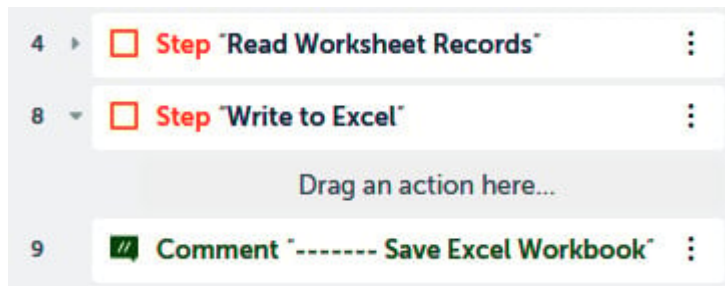 4 Step "Read Worksheet Records"
8 Step "Write to Excel"
Drag an action here...
9 // Comment "------- Save Excel Workbook"